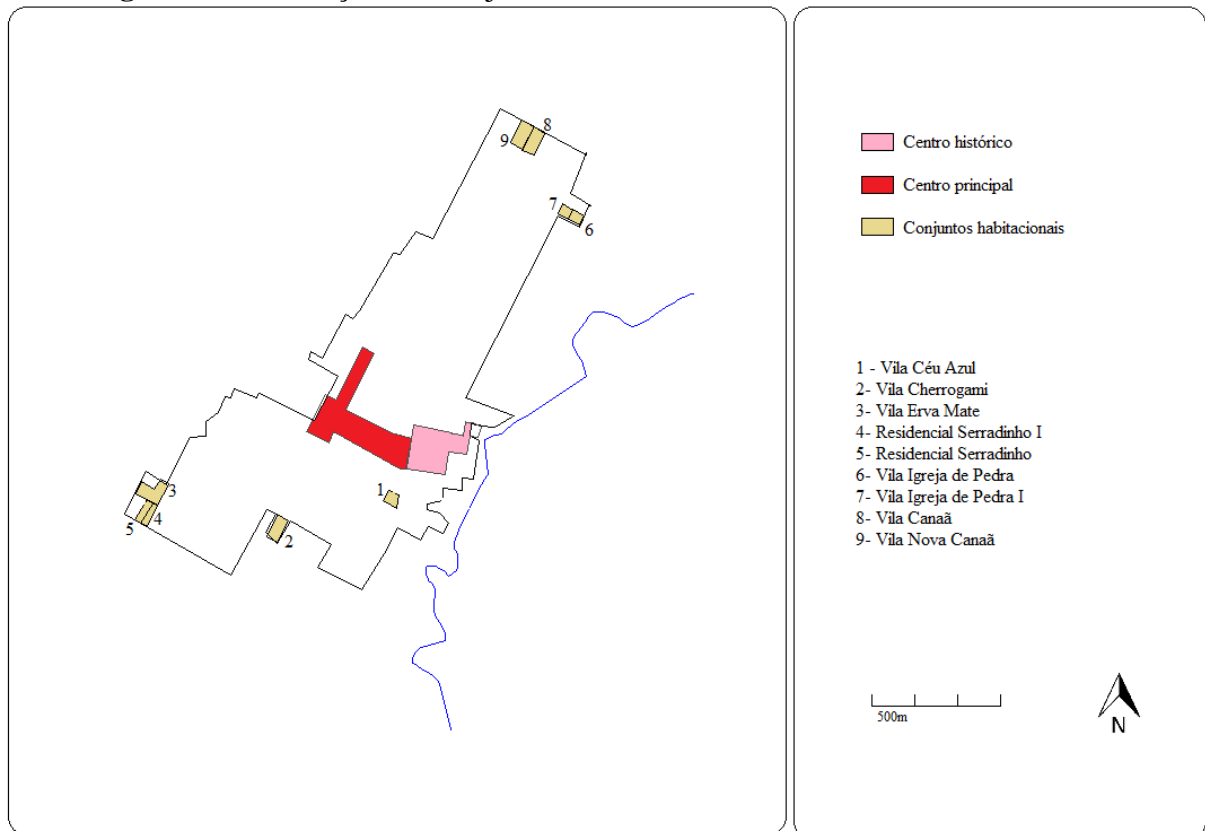 8
9
7
6
1
3
5
4
2
Centro histórico
Centro principal
Conjuntos habitacionais
1 - Vila Céu Azul
2- Vila Cherrogami
3- Vila Erva Mate
4- Residencial Serradinho I
5- Residencial Serradinho
6- Vila Igreja de Pedra
7- Vila Igreja de Pedra I
8- Vila Canaã
9- Vila Nova Canaã
500m
N